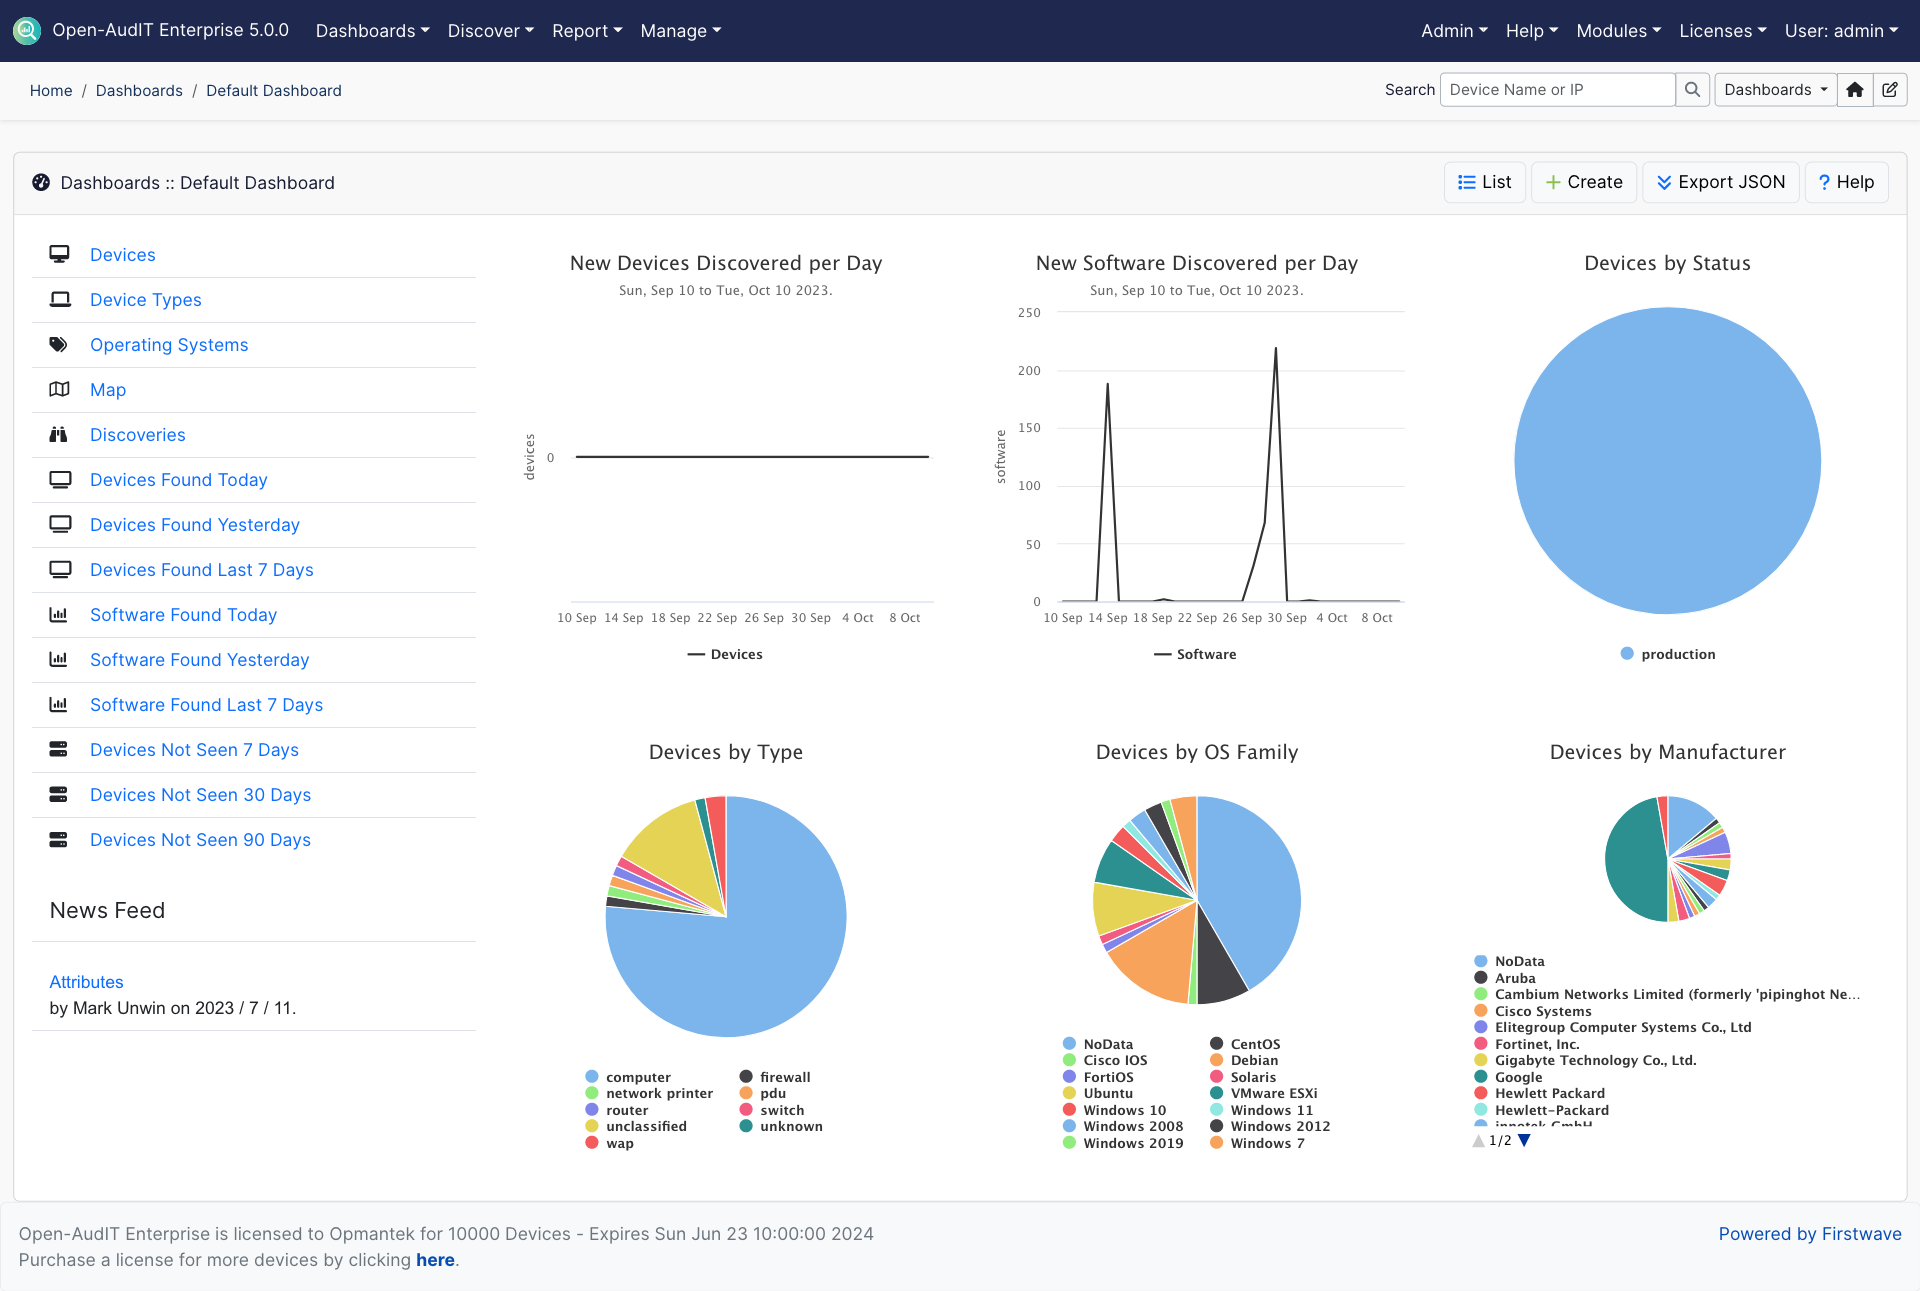 Open-AudIT Enterprise 5.0.0 Dashboards Discover Report Manage Admin Help Modules Licenses User: admin
Home / Dashboards / Default Dashboard Search Device Name or IP Dashboards
Dashboards :: Default Dashboard List Create Export JSON ? Help
Devices
Device Types
Operating Systems
Map
Discoveries
Devices Found Today
Devices Found Yesterday
Devices Found Last 7 Days
Software Found Today
Software Found Yesterday
Software Found Last 7 Days
Devices Not Seen 7 Days
Devices Not Seen 30 Days
Devices Not Seen 90 Days
News Feed
Attributes
by Mark Unwin on 2023 / 7 / 11.
New Devices Discovered per Day
Sun, Sep 10 to Tue, Oct 10 2023.
devices
0
10 Sep 14 Sep 18 Sep 22 Sep 26 Sep 30 Sep 4 Oct 8 Oct
Devices
New Software Discovered per Day
Sun, Sep 10 to Tue, Oct 10 2023.
software
250
200
150
100
50
0
10 Sep 14 Sep 18 Sep 22 Sep 26 Sep 30 Sep 4 Oct 8 Oct
Software
Devices by Status
production
Devices by Type
computer firewall
network printer pdu
router switch
unclassified unknown
wap
Devices by OS Family
NoData CentOS
Cisco IOS Debian
FortiOS Solaris
Ubuntu VMware ESXi
Windows 10 Windows 11
Windows 2008 Windows 2012
Windows 2019 Windows 7
Devices by Manufacturer
NoData
Aruba
Cambium Networks Limited (formerly 'pipinghot Ne...
Cisco Systems
Elitegroup Computer Systems Co., Ltd
Fortinet, Inc.
Gigabyte Technology Co., Ltd.
Google
Hewlett Packard
Hewlett-Packard
innotek GmbH
1/2
Open-AudIT Enterprise is licensed to Opmantek for 10000 Devices - Expires Sun Jun 23 10:00:00 2024
Purchase a license for more devices by clicking here.
Powered by Firstwave